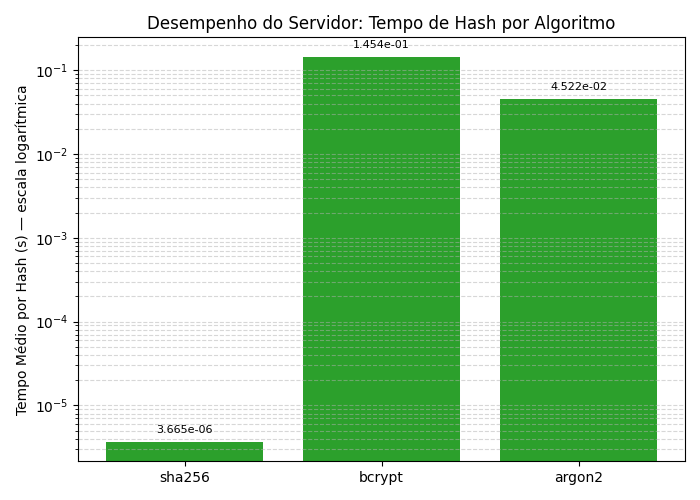 Desempenho do Servidor: Tempo de Hash por Algoritmo
Tempo Médio por Hash (s) — escala logarítmica
10⁻¹
10⁻²
10⁻³
10⁻⁴
10⁻⁵
3.665e-06
1.454e-01
4.522e-02
sha256
bcrypt
argon2